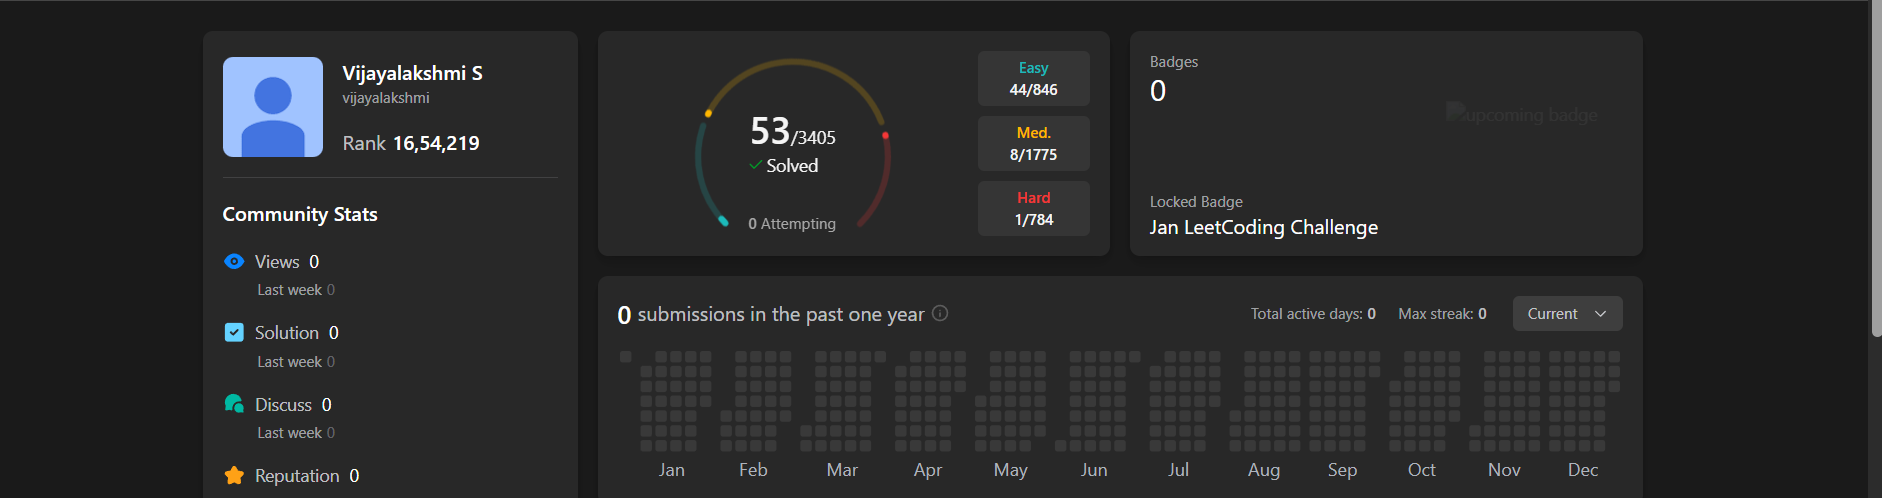 Vijayalakshmi S
vijayalakshmi
Rank 16,54,219
Community Stats
Views 0
Last week 0
Solution 0
Last week 0
Discuss 0
Last week 0
Reputation 0
53/3405
Solved
0 Attempting
Easy
44/846
Med.
8/1775
Hard
1/784
Badges
0
upcoming badge
Locked Badge
Jan LeetCoding Challenge
0 submissions in the past one year
Total active days: 0 Max streak: 0 Current
Jan Feb Mar Apr May Jun Jul Aug Sep Oct Nov Dec